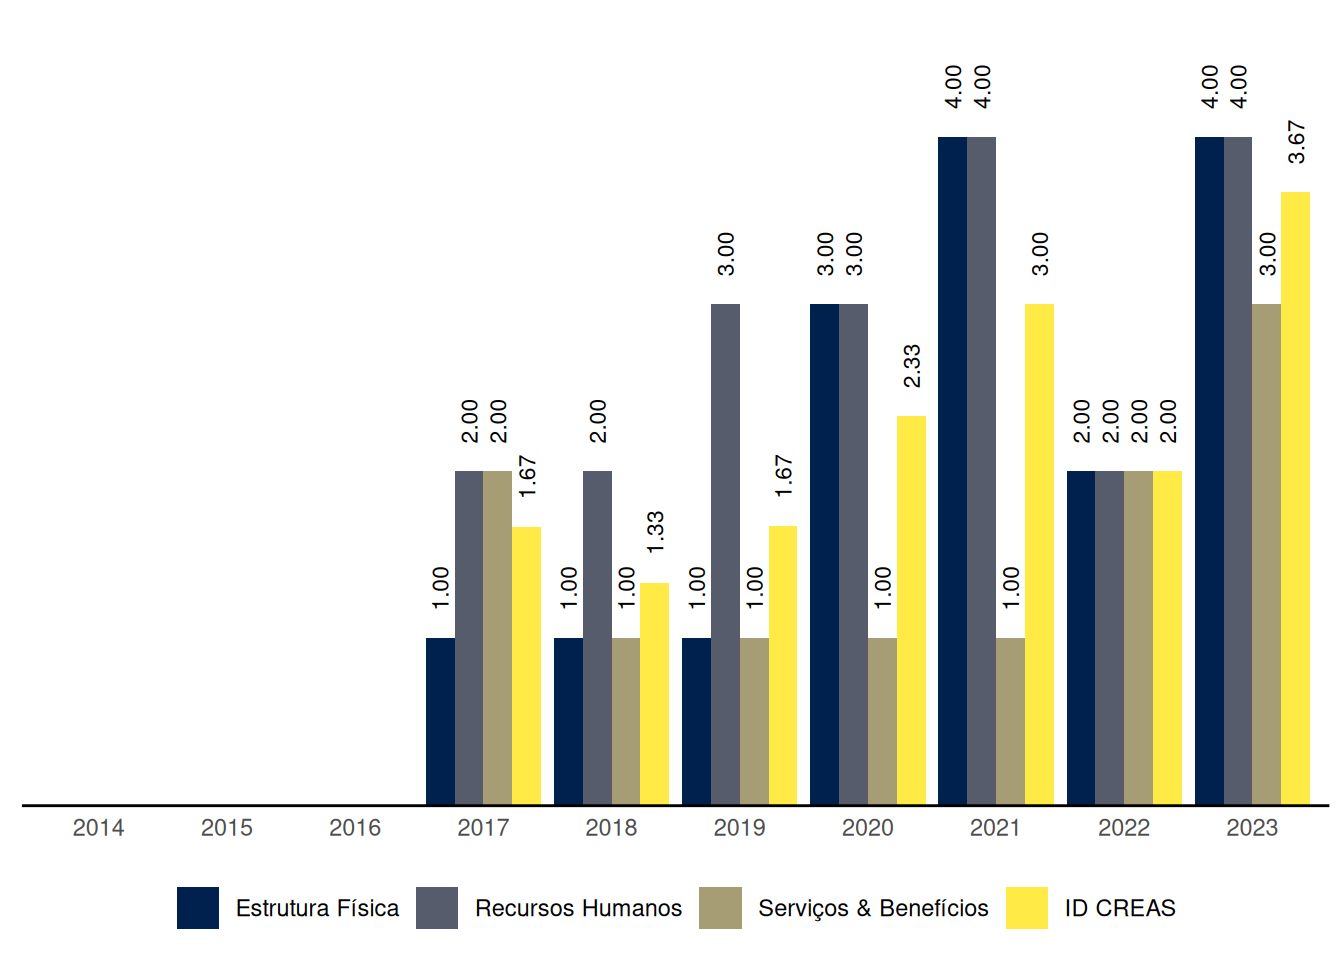 4.00 4.00 4.00 4.00
3.67
3.00 3.00 3.00 3.00 3.00
2.33
2.00 2.00 2.00 2.00 2.00 2.00 2.00
1.67 1.67
1.33
1.00 1.00 1.00 1.00 1.00 1.00 1.00
2014 2015 2016 2017 2018 2019 2020 2021 2022 2023
Estrutura Física Recursos Humanos Serviços & Benefícios ID CREAS